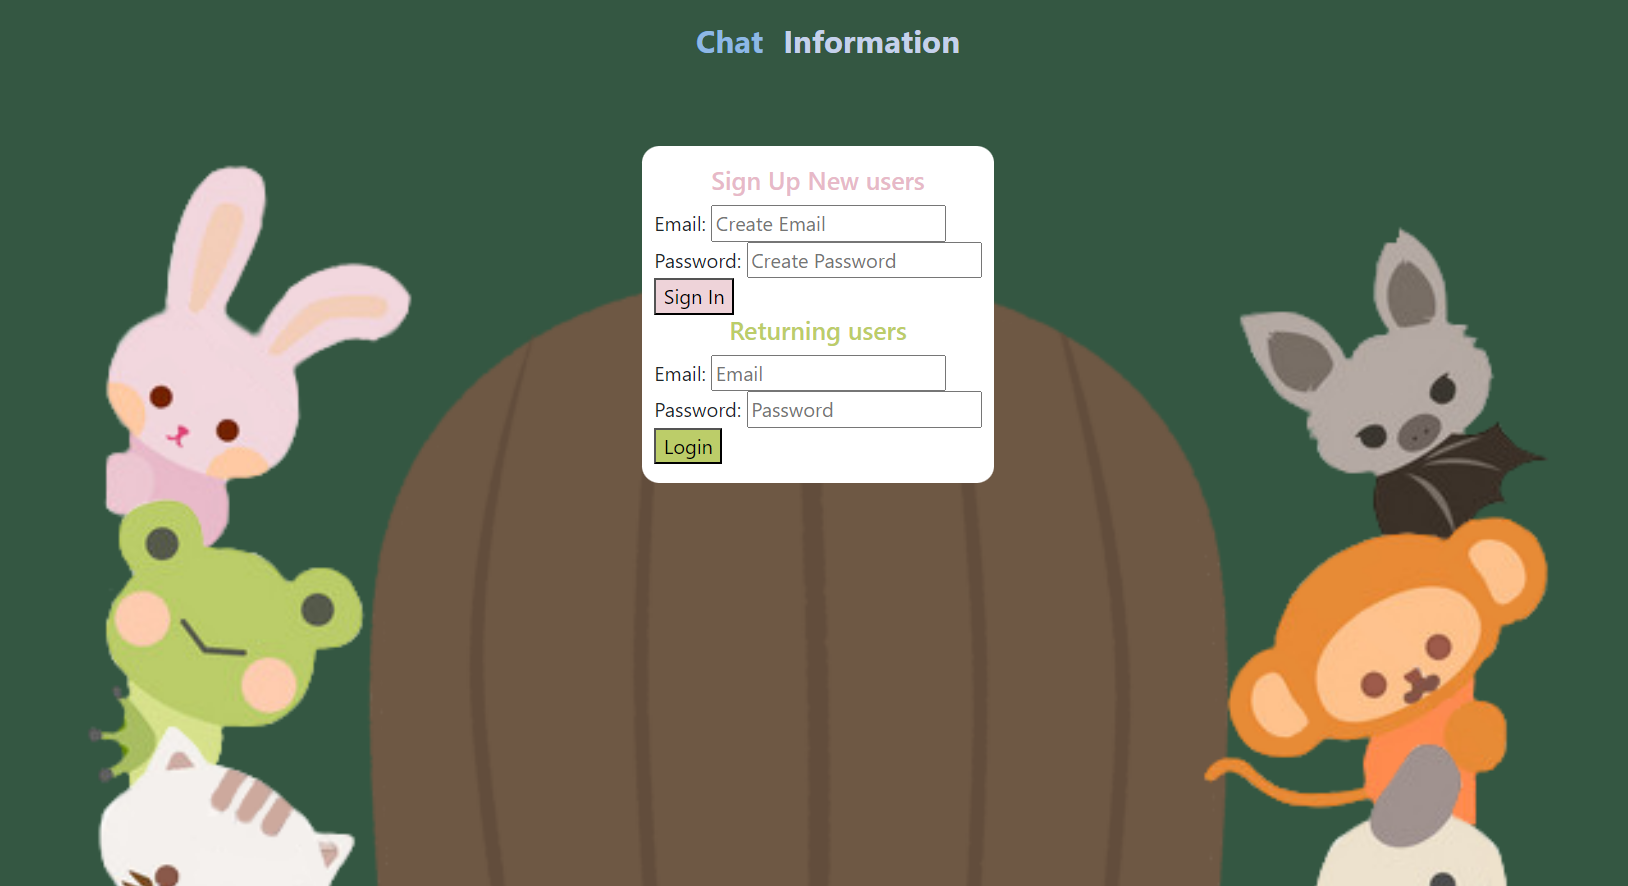 Chat Information
Sign Up New users
Email: Create Email
Password: Create Password
Sign In
Returning users
Email: Email
Password: Password
Login